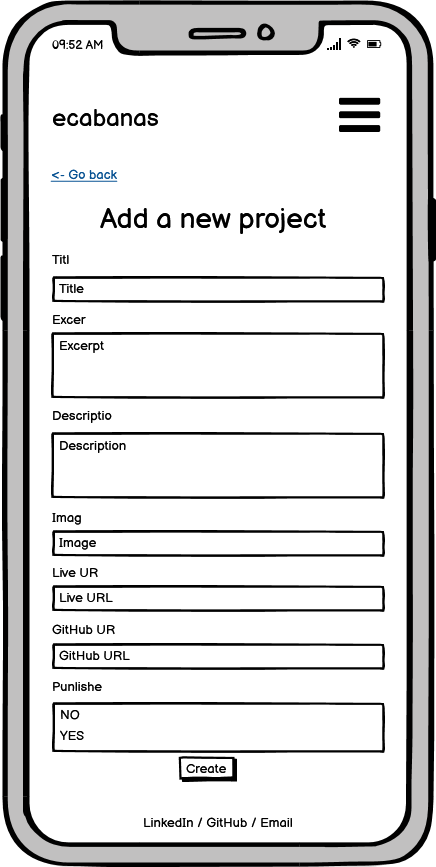 09:52 AM
ecabanas
<- Go back
Add a new project
Titl
Title
Excer
Excerpt
Descriptio
Description
Imag
Image
Live UR
Live URL
GitHub UR
GitHub URL
Punlishe
NO
YES
Create
LinkedIn / GitHub / Email